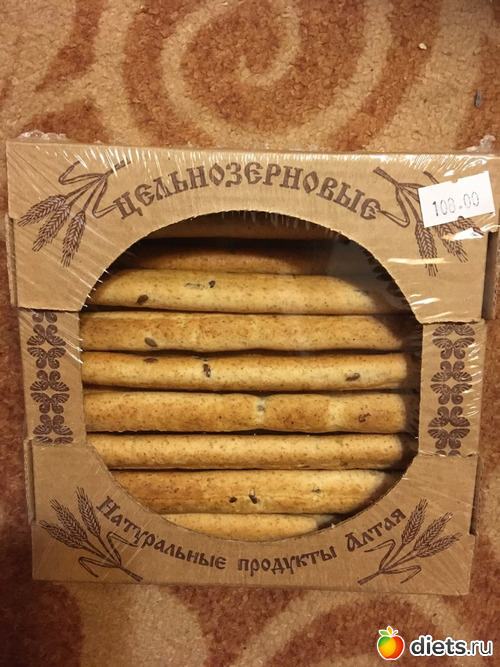 ЦЕЛЬНОЗЕРНОВЫЕ
108.00
Натуральные продукты Алтая
diets.ru